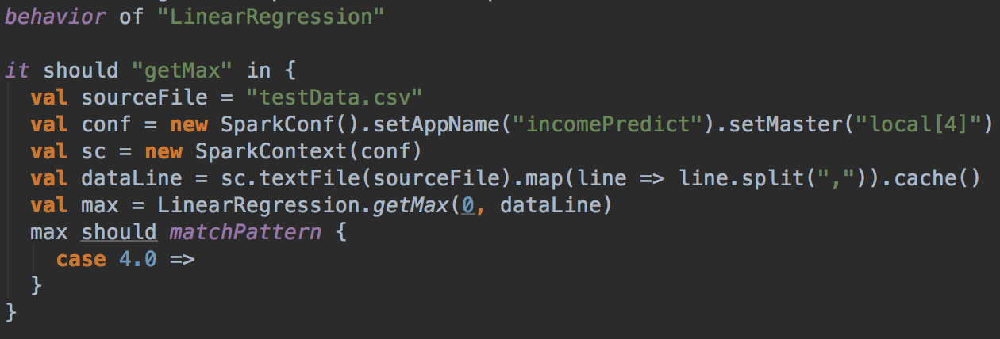 behavior of "LinearRegression"
it should "getMax" in {
  val sourceFile = "testData.csv"
  val conf = new SparkConf().setAppName("incomePredict").setMaster("local[4]")
  val sc = new SparkContext(conf)
  val dataLine = sc.textFile(sourceFile).map(line => line.split(",")).cache()
  val max = LinearRegression.getMax(0, dataLine)
  max should matchPattern {
    case 4.0 =>
  }
}